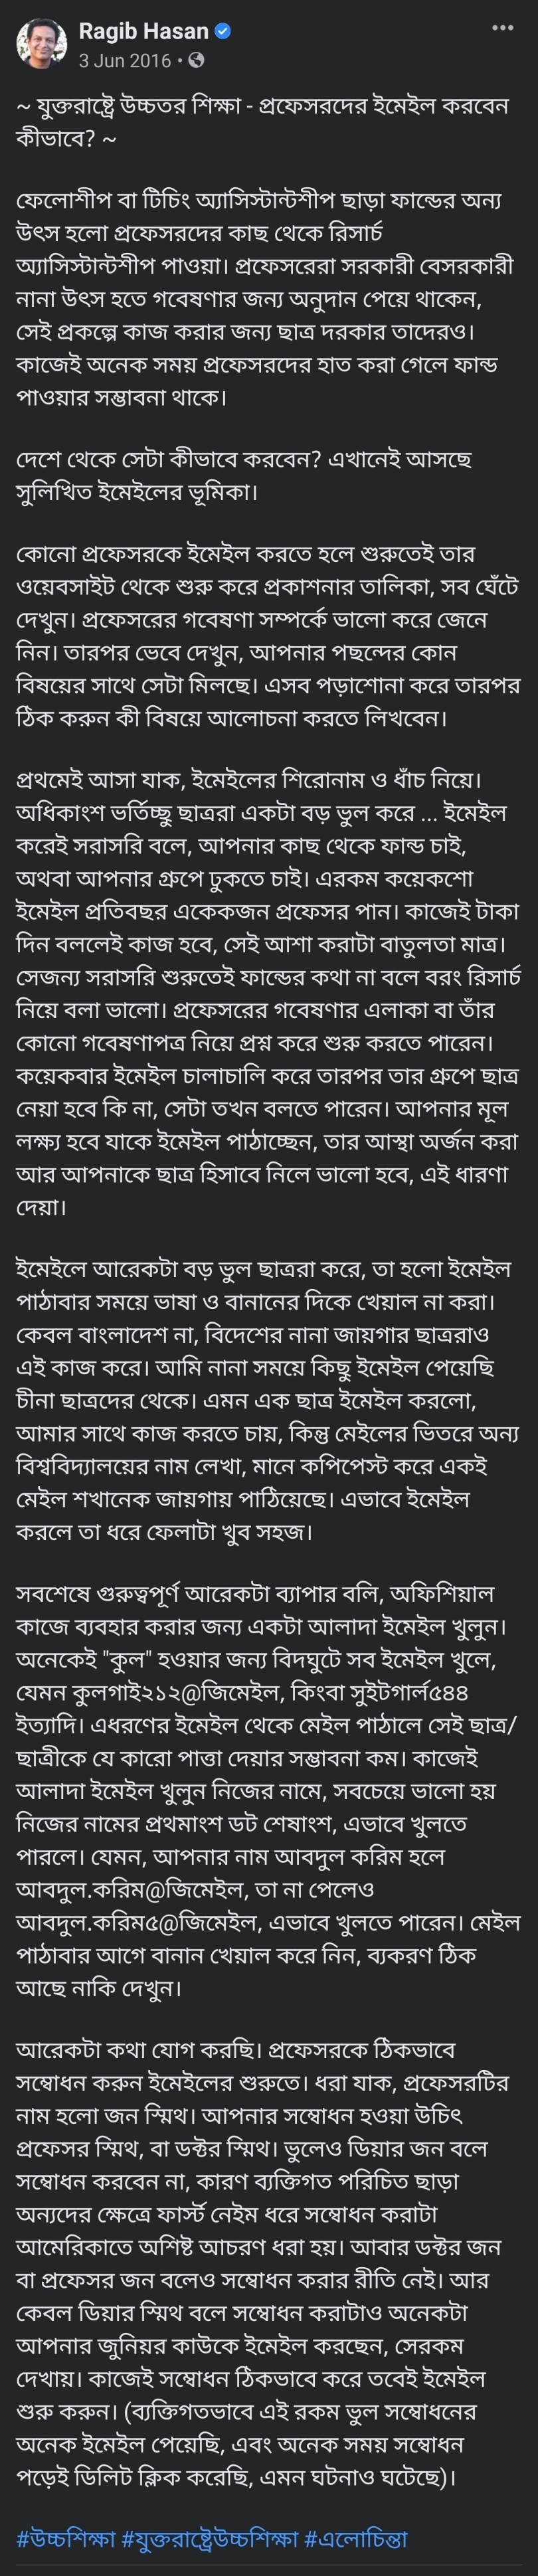 Ragib Hasan
3 Jun 2016 •
~ যুক্তরাষ্ট্রে উচ্চতর শিক্ষা - প্রফেসরদের ইমেইল করবেন
কীভাবে? ~
ফেলোশীপ বা টিচিং অ্যাসিস্টান্টশীপ ছাড়া ফান্ডের অন্য
উৎস হলো প্রফেসরদের কাছ থেকে রিসার্চ
অ্যাসিস্টান্টশীপ পাওয়া। প্রফেসরেরা সরকারী বেসরকারী
নানা উৎস হতে গবেষণার জন্য অনুদান পেয়ে থাকেন,
সেই প্রকল্পে কাজ করার জন্য ছাত্র দরকার তাদেরও।
কাজেই অনেক সময় প্রফেসরদের হাত করা গেলে ফান্ড
পাওয়ার সম্ভাবনা থাকে।
দেশে থেকে সেটা কীভাবে করবেন? এখানেই আসছে
সুলিখিত ইমেইলের ভূমিকা।
কোনো প্রফেসরকে ইমেইল করতে হলে শুরুতেই তার
ওয়েবসাইট থেকে শুরু করে প্রকাশনার তালিকা, সব ঘেঁটে
দেখুন। প্রফেসরের গবেষণা সম্পর্কে ভালো করে জেনে
নিন। তারপর ভেবে দেখুন, আপনার পছন্দের কোন
বিষয়ের সাথে সেটা মিলছে। এসব পড়াশোনা করে তারপর
ঠিক করুন কী বিষয়ে আলোচনা করতে লিখবেন।
প্রথমেই আসা যাক, ইমেইলের শিরোনাম ও ধাঁচ নিয়ে।
অধিকাংশ ভর্তিচ্ছু ছাত্ররা একটা বড় ভুল করে ... ইমেইল
করেই সরাসরি বলে, আপনার কাছ থেকে ফান্ড চাই,
অথবা আপনার গ্রুপে ঢুকতে চাই। এরকম কয়েকশো
ইমেইল প্রতিবছর একেকজন প্রফেসর পান। কাজেই টাকা
দিন বললেই কাজ হবে, সেই আশা করাটা বাতুলতা মাত্র।
সেজন্য সরাসরি শুরুতেই ফান্ডের কথা না বলে বরং রিসার্চ
নিয়ে বলা ভালো। প্রফেসরের গবেষণার এলাকা বা তাঁর
কোনো গবেষণাপত্র নিয়ে প্রশ্ন করে শুরু করতে পারেন।
কয়েকবার ইমেইল চালাচালি করে তারপর তার গ্রুপে ছাত্র
নেয়া হবে কি না, সেটা তখন বলতে পারেন। আপনার মূল
লক্ষ্য হবে যাকে ইমেইল পাঠাচ্ছেন, তার আস্থা অর্জন করা
আর আপনাকে ছাত্র হিসাবে নিলে ভালো হবে, এই ধারণা
দেয়া।
ইমেইলে আরেকটা বড় ভুল ছাত্ররা করে, তা হলো ইমেইল
পাঠাবার সময়ে ভাষা ও বানানের দিকে খেয়াল না করা।
কেবল বাংলাদেশ না, বিদেশের নানা জায়গার ছাত্ররাও
এই কাজ করে। আমি নানা সময়ে কিছু ইমেইল পেয়েছি
চীনা ছাত্রদের থেকে। এমন এক ছাত্র ইমেইল করলো,
আমার সাথে কাজ করতে চায়, কিন্তু মেইলের ভিতরে অন্য
বিশ্ববিদ্যালয়ের নাম লেখা, মানে কপিপেস্ট করে একই
মেইল শখানেক জায়গায় পাঠিয়েছে। এভাবে ইমেইল
করলে তা ধরে ফেলাটা খুব সহজ।
সবশেষে গুরুত্বপূর্ণ আরেকটা ব্যাপার বলি, অফিশিয়াল
কাজে ব্যবহার করার জন্য একটা আলাদা ইমেইল খুলুন।
অনেকেই "কুল" হওয়ার জন্য বিদঘুটে সব ইমেইল খুলে,
যেমন কুলগাই২১২@জিমেইল, কিংবা সুইটগার্ল৫৪৪
ইত্যাদি। এধরণের ইমেইল থেকে মেইল পাঠালে সেই ছাত্র/
ছাত্রীকে যে কারো পাত্তা দেয়ার সম্ভাবনা কম। কাজেই
আলাদা ইমেইল খুলুন নিজের নামে, সবচেয়ে ভালো হয়
নিজের নামের প্রথমাংশ ডট শেষাংশ, এভাবে খুলতে
পারলে। যেমন, আপনার নাম আবদুল করিম হলে
আবদুল.করিম@জিমেইল, তা না পেলেও
আবদুল.করিম৫@জিমেইল, এভাবে খুলতে পারেন। মেইল
পাঠাবার আগে বানান খেয়াল করে নিন, ব্যকরণ ঠিক
আছে নাকি দেখুন।
আরেকটা কথা যোগ করছি। প্রফেসরকে ঠিকভাবে
সম্বোধন করুন ইমেইলের শুরুতে। ধরা যাক, প্রফেসরটির
নাম হলো জন স্মিথ। আপনার সম্বোধন হওয়া উচিৎ
প্রফেসর স্মিথ, বা ডক্টর স্মিথ। ভুলেও ডিয়ার জন বলে
সম্বোধন করবেন না, কারণ ব্যক্তিগত পরিচিত ছাড়া
অন্যদের ক্ষেত্রে ফার্স্ট নেইম ধরে সম্বোধন করাটা
আমেরিকাতে অশিষ্ট আচরণ ধরা হয়। আবার ডক্টর জন
বা প্রফেসর জন বলেও সম্বোধন করার রীতি নেই। আর
কেবল ডিয়ার স্মিথ বলে সম্বোধন করাটাও অনেকটা
আপনার জুনিয়র কাউকে ইমেইল করছেন, সেরকম
দেখায়। কাজেই সম্বোধন ঠিকভাবে করে তবেই ইমেইল
শুরু করুন। (ব্যক্তিগতভাবে এই রকম ভুল সম্বোধনের
অনেক ইমেইল পেয়েছি, এবং অনেক সময় সম্বোধন
পড়েই ডিলিট ক্লিক করেছি, এমন ঘটনাও ঘটেছে)।
#উচ্চশিক্ষা #যুক্তরাষ্ট্রেউচ্চশিক্ষা #এলোচিন্তা